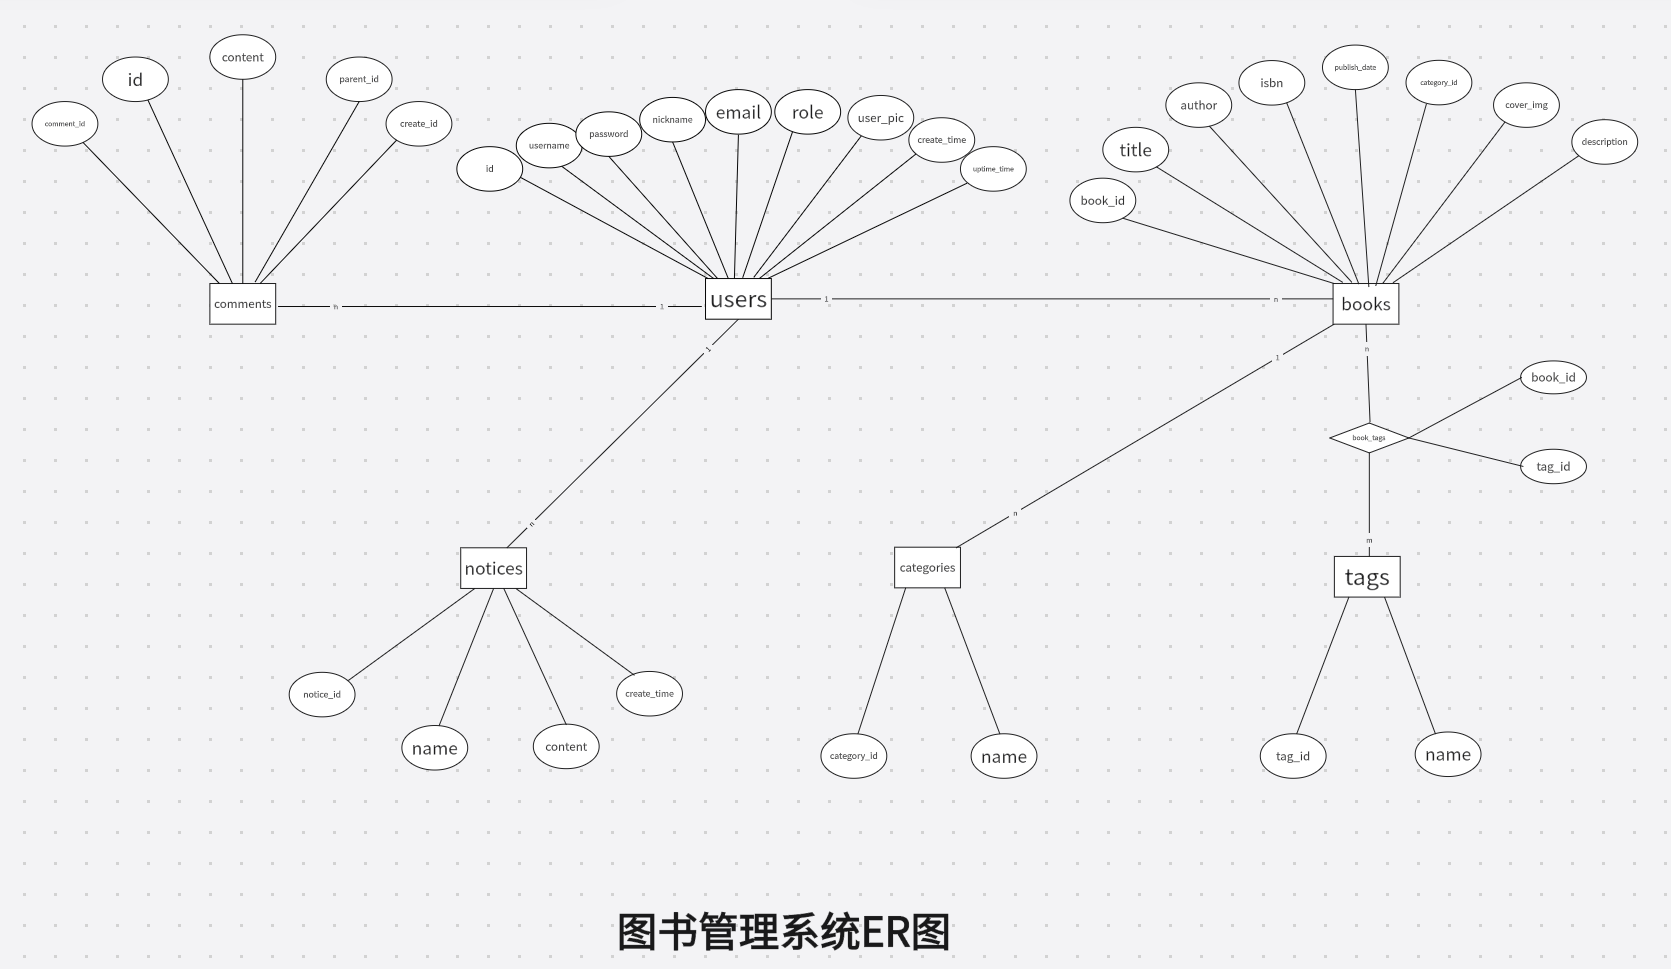 comment_id
id
content
parent_id
create_id
id
username
password
nickname
email
role
user_pic
create_time
uptime_time
book_id
title
author
isbn
publish_date
category_id
cover_img
description
comments
n
1
users
1
n
books
1
n
1
n
n
book_tags
m
book_id
tag_id
notices
categories
tags
notice_id
name
content
create_time
category_id
name
tag_id
name
图书管理系统ER图